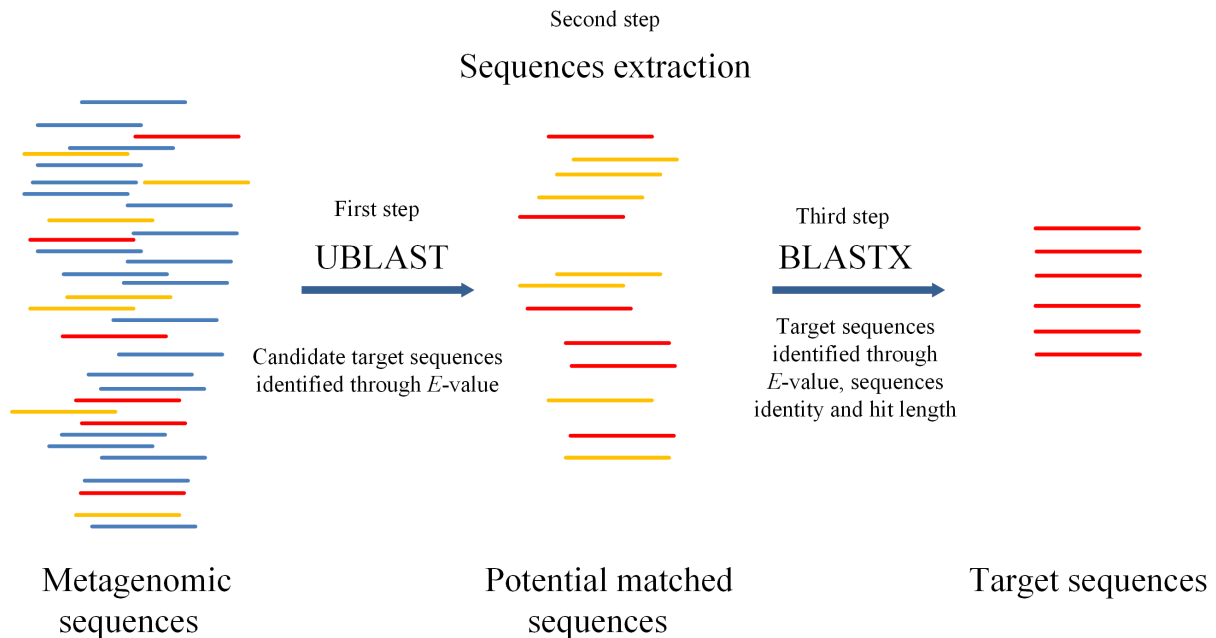 Second step
Sequences extraction
First step
UBLAST
Candidate target sequences
identified through E-value
Third step
BLASTX
Target sequences
identified through
E-value, sequences
identity and hit length
Metagenomic
sequences
Potential matched
sequences
Target sequences